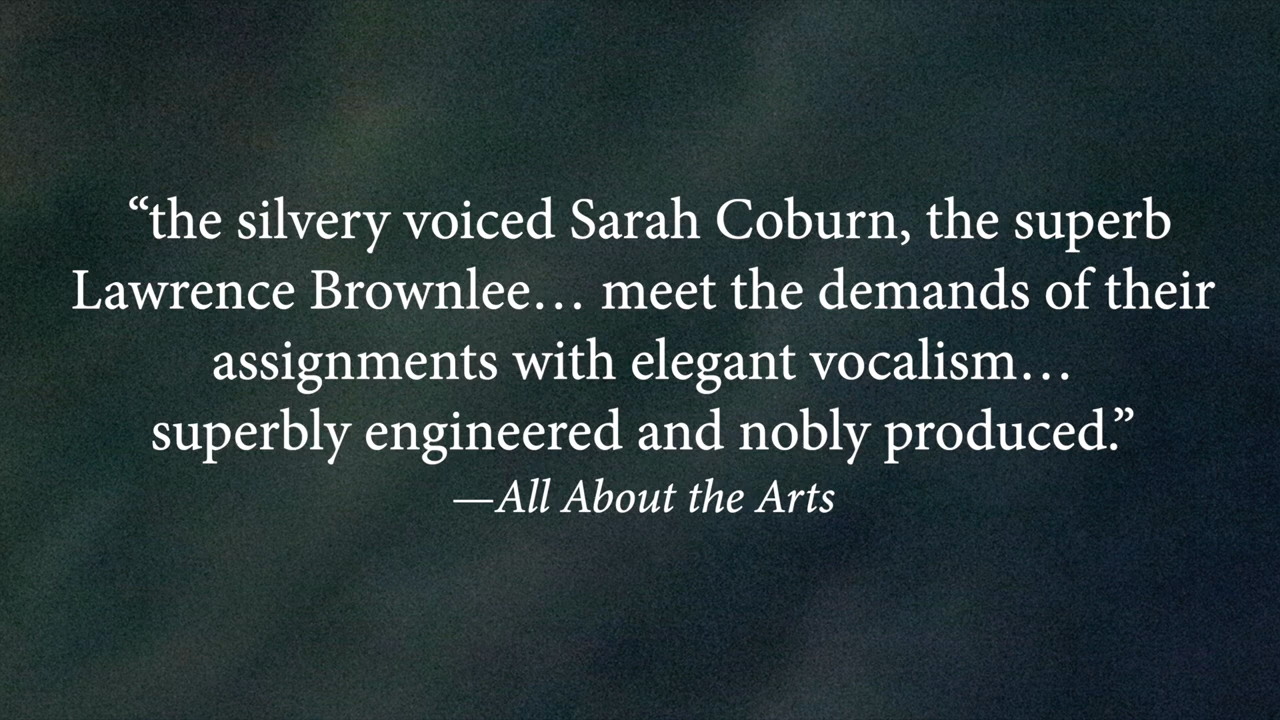 “the silvery voiced Sarah Coburn, the superb
Lawrence Brownlee… meet the demands of their
assignments with elegant vocalism…
superbly engineered and nobly produced.”
—All About the Arts